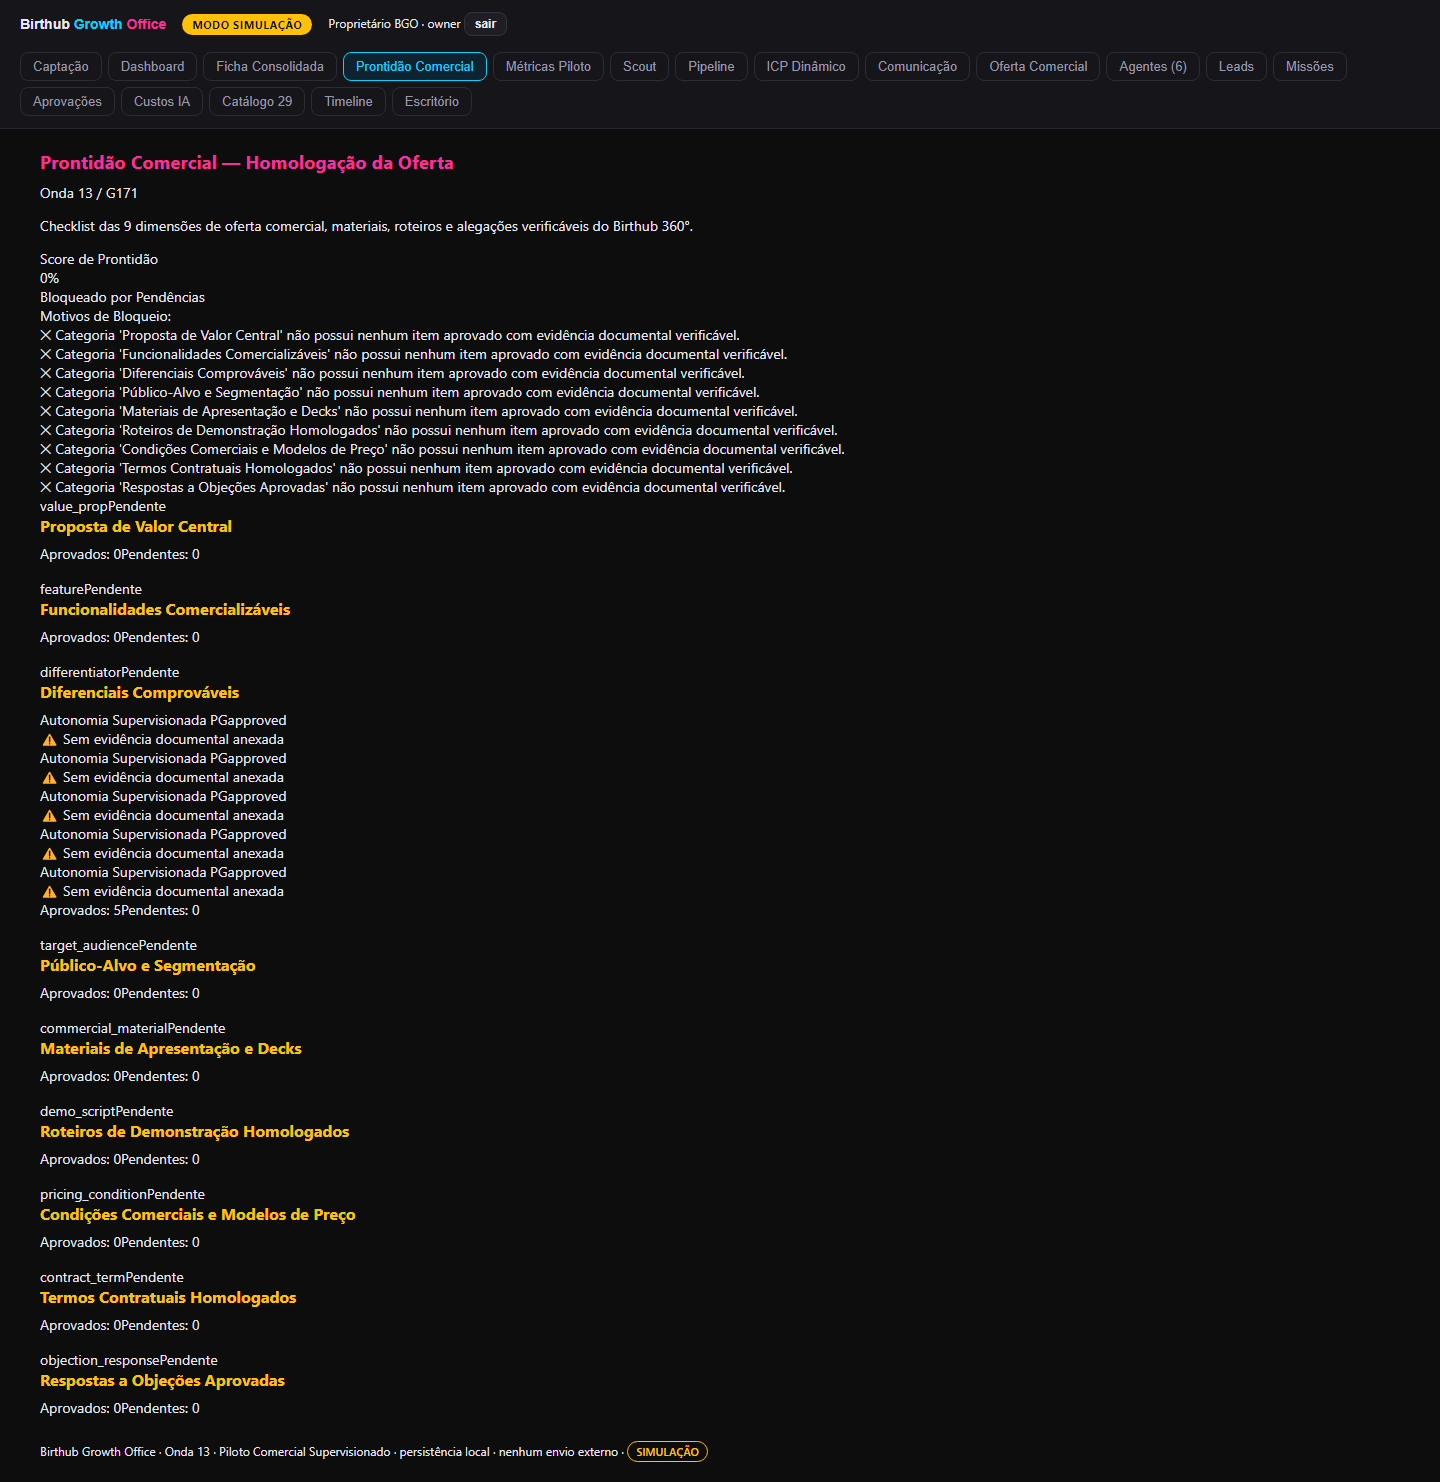 Birthub Growth Office MODO SIMULAÇÃO Proprietário BGO · owner sair
Captação Dashboard Ficha Consolidada Prontidão Comercial Métricas Piloto Scout Pipeline ICP Dinâmico Comunicação Oferta Comercial Agentes (6) Leads Missões
Aprovações Custos IA Catálogo 29 Timeline Escritório
Prontidão Comercial — Homologação da Oferta
Onda 13 / G171
Checklist das 9 dimensões de oferta comercial, materiais, roteiros e alegações verificáveis do Birthub 360°.
Score de Prontidão
0%
Bloqueado por Pendências
Motivos de Bloqueio:
✕ Categoria 'Proposta de Valor Central' não possui nenhum item aprovado com evidência documental verificável.
✕ Categoria 'Funcionalidades Comercializáveis' não possui nenhum item aprovado com evidência documental verificável.
✕ Categoria 'Diferenciais Comprováveis' não possui nenhum item aprovado com evidência documental verificável.
✕ Categoria 'Público-Alvo e Segmentação' não possui nenhum item aprovado com evidência documental verificável.
✕ Categoria 'Materiais de Apresentação e Decks' não possui nenhum item aprovado com evidência documental verificável.
✕ Categoria 'Roteiros de Demonstração Homologados' não possui nenhum item aprovado com evidência documental verificável.
✕ Categoria 'Condições Comerciais e Modelos de Preço' não possui nenhum item aprovado com evidência documental verificável.
✕ Categoria 'Termos Contratuais Homologados' não possui nenhum item aprovado com evidência documental verificável.
✕ Categoria 'Respostas a Objeções Aprovadas' não possui nenhum item aprovado com evidência documental verificável.
value_propPendente
Proposta de Valor Central
Aprovados: 0Pendentes: 0
featurePendente
Funcionalidades Comercializáveis
Aprovados: 0Pendentes: 0
differentiatorPendente
Diferenciais Comprováveis
Autonomia Supervisionada PGapproved
⚠ Sem evidência documental anexada
Autonomia Supervisionada PGapproved
⚠ Sem evidência documental anexada
Autonomia Supervisionada PGapproved
⚠ Sem evidência documental anexada
Autonomia Supervisionada PGapproved
⚠ Sem evidência documental anexada
Autonomia Supervisionada PGapproved
⚠ Sem evidência documental anexada
Aprovados: 5Pendentes: 0
target_audiencePendente
Público-Alvo e Segmentação
Aprovados: 0Pendentes: 0
commercial_materialPendente
Materiais de Apresentação e Decks
Aprovados: 0Pendentes: 0
demo_scriptPendente
Roteiros de Demonstração Homologados
Aprovados: 0Pendentes: 0
pricing_conditionPendente
Condições Comerciais e Modelos de Preço
Aprovados: 0Pendentes: 0
contract_termPendente
Termos Contratuais Homologados
Aprovados: 0Pendentes: 0
objection_responsePendente
Respostas a Objeções Aprovadas
Aprovados: 0Pendentes: 0
Birthub Growth Office · Onda 13 · Piloto Comercial Supervisionado · persistência local · nenhum envio externo · SIMULAÇÃO